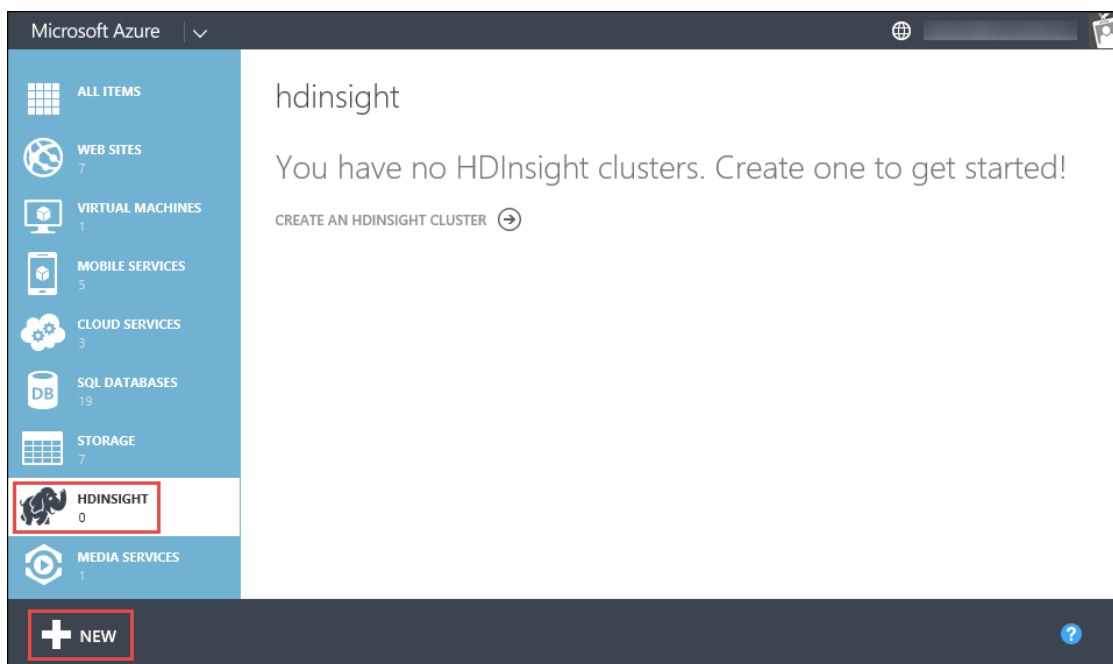 Microsoft Azure
ALL ITEMS
WEB SITES
7
VIRTUAL MACHINES
1
MOBILE SERVICES
5
CLOUD SERVICES
3
DB
SQL DATABASES
19
STORAGE
7
HDINSIGHT
0
MEDIA SERVICES
1
hdinsight
You have no HDInsight clusters. Create one to get started!
CREATE AN HDINSIGHT CLUSTER
NEW
?